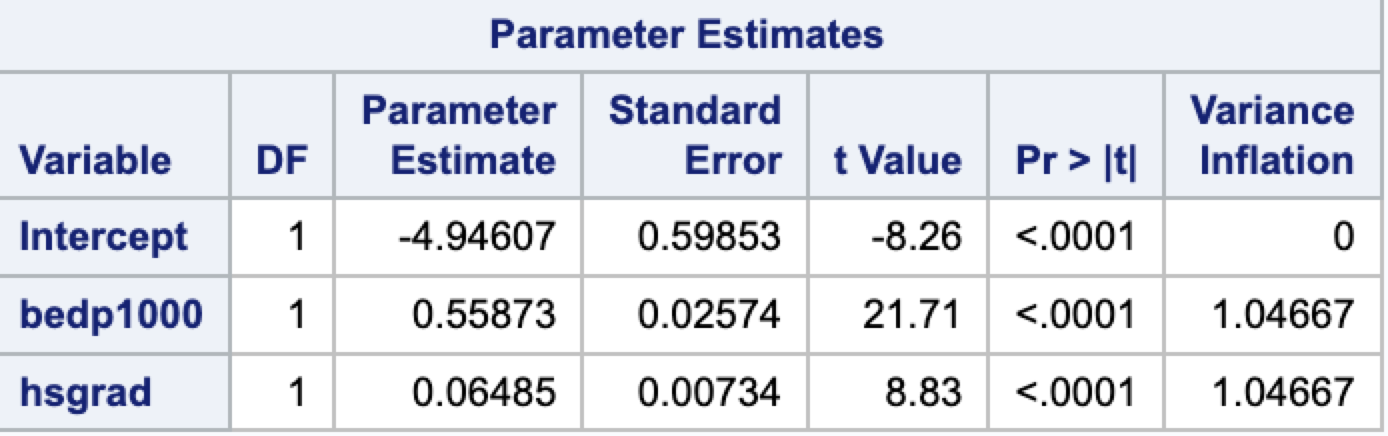 Parameter Estimates
Variable DF Parameter Estimate Standard Error t Value Pr > |t| Variance Inflation
Intercept 1 -4.94607 0.59853 -8.26 <.0001 0
bedp1000 1 0.55873 0.02574 21.71 <.0001 1.04667
hsgrad 1 0.06485 0.00734 8.83 <.0001 1.04667